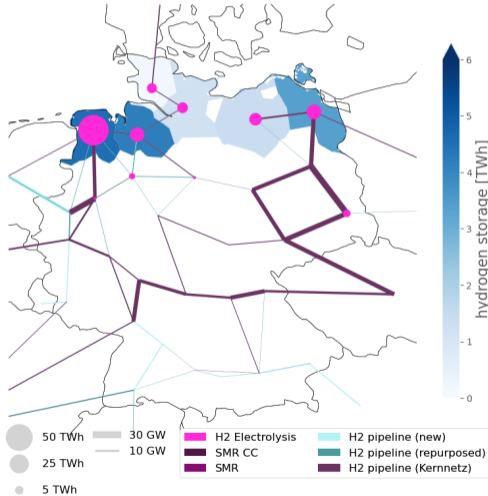 6
5
4
3
2
1
0
hydrogen storage [TWh]
50 TWh
25 TWh
5 TWh
30 GW
10 GW
H2 Electrolysis
SMR CC
SMR
H2 pipeline (new)
H2 pipeline (repurposed)
H2 pipeline (Kernnetz)